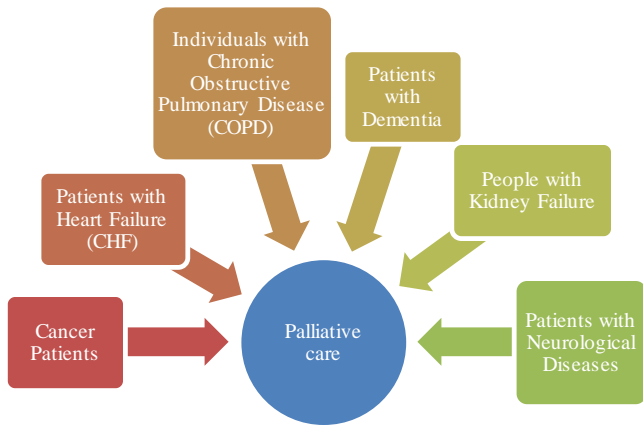 Individuals with
Chronic
Obstructive
Pulmonary Disease
(COPD)
Patients
with
Dementia
Patients with
Heart Failure
(CHF)
People with
Kidney Failure
Cancer
Patients
Palliative
care
Patients with
Neurological
Diseases